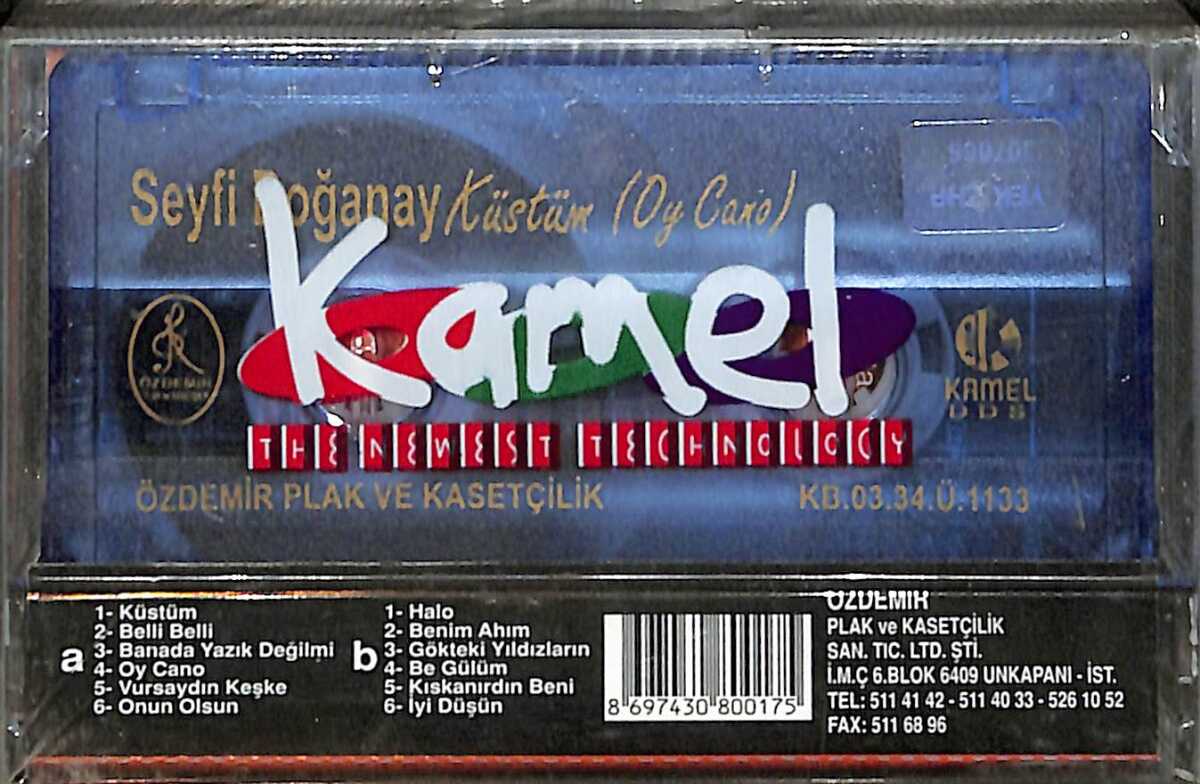 Seyfi Doğanay Küstüm (Oy Cano)
Kamel
THE NEWEST TECHNOLOGY
ÖZDEMİR
KAMEL
DDS
ÖZDEMİR PLAK VE KASETÇİLİK
KB.03.34.Ü.1133
a
1- Küstüm
2- Belli Belli
3- Banada Yazık Değilmi
4- Oy Cano
5- Vursaydın Keşke
6- Onun Olsun
b
1- Halo
2- Benim Ahım
3- Gökteki Yıldızların
4- Be Gülüm
5- Kıskanırdın Beni
6- İyi Düşün
8 697430 800175
ÖZDEMİR
PLAK ve KASETÇİLİK
SAN. TIC. LTD. ŞTİ.
İ.M.Ç 6.BLOK 6409 UNKAPANI - İST.
TEL: 511 41 42 - 511 40 33 - 526 10 52
FAX: 511 68 96